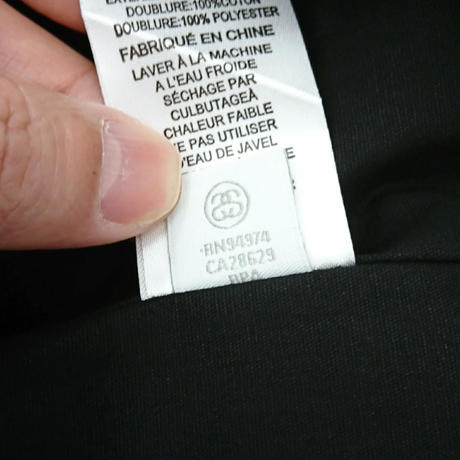 DOUBLURE:100%COTON
DOUBLURE:100% POLYESTER
FABRIQUÉ EN CHINE
LAVER À LA MACHINE
A L'EAU FROIDE
SÉCHAGE PAR
CULBUTAGEÀ
CHALEUR FAIBLE
PAS UTILISER
D'EAU DE JAVEL
RN94974
CA28629